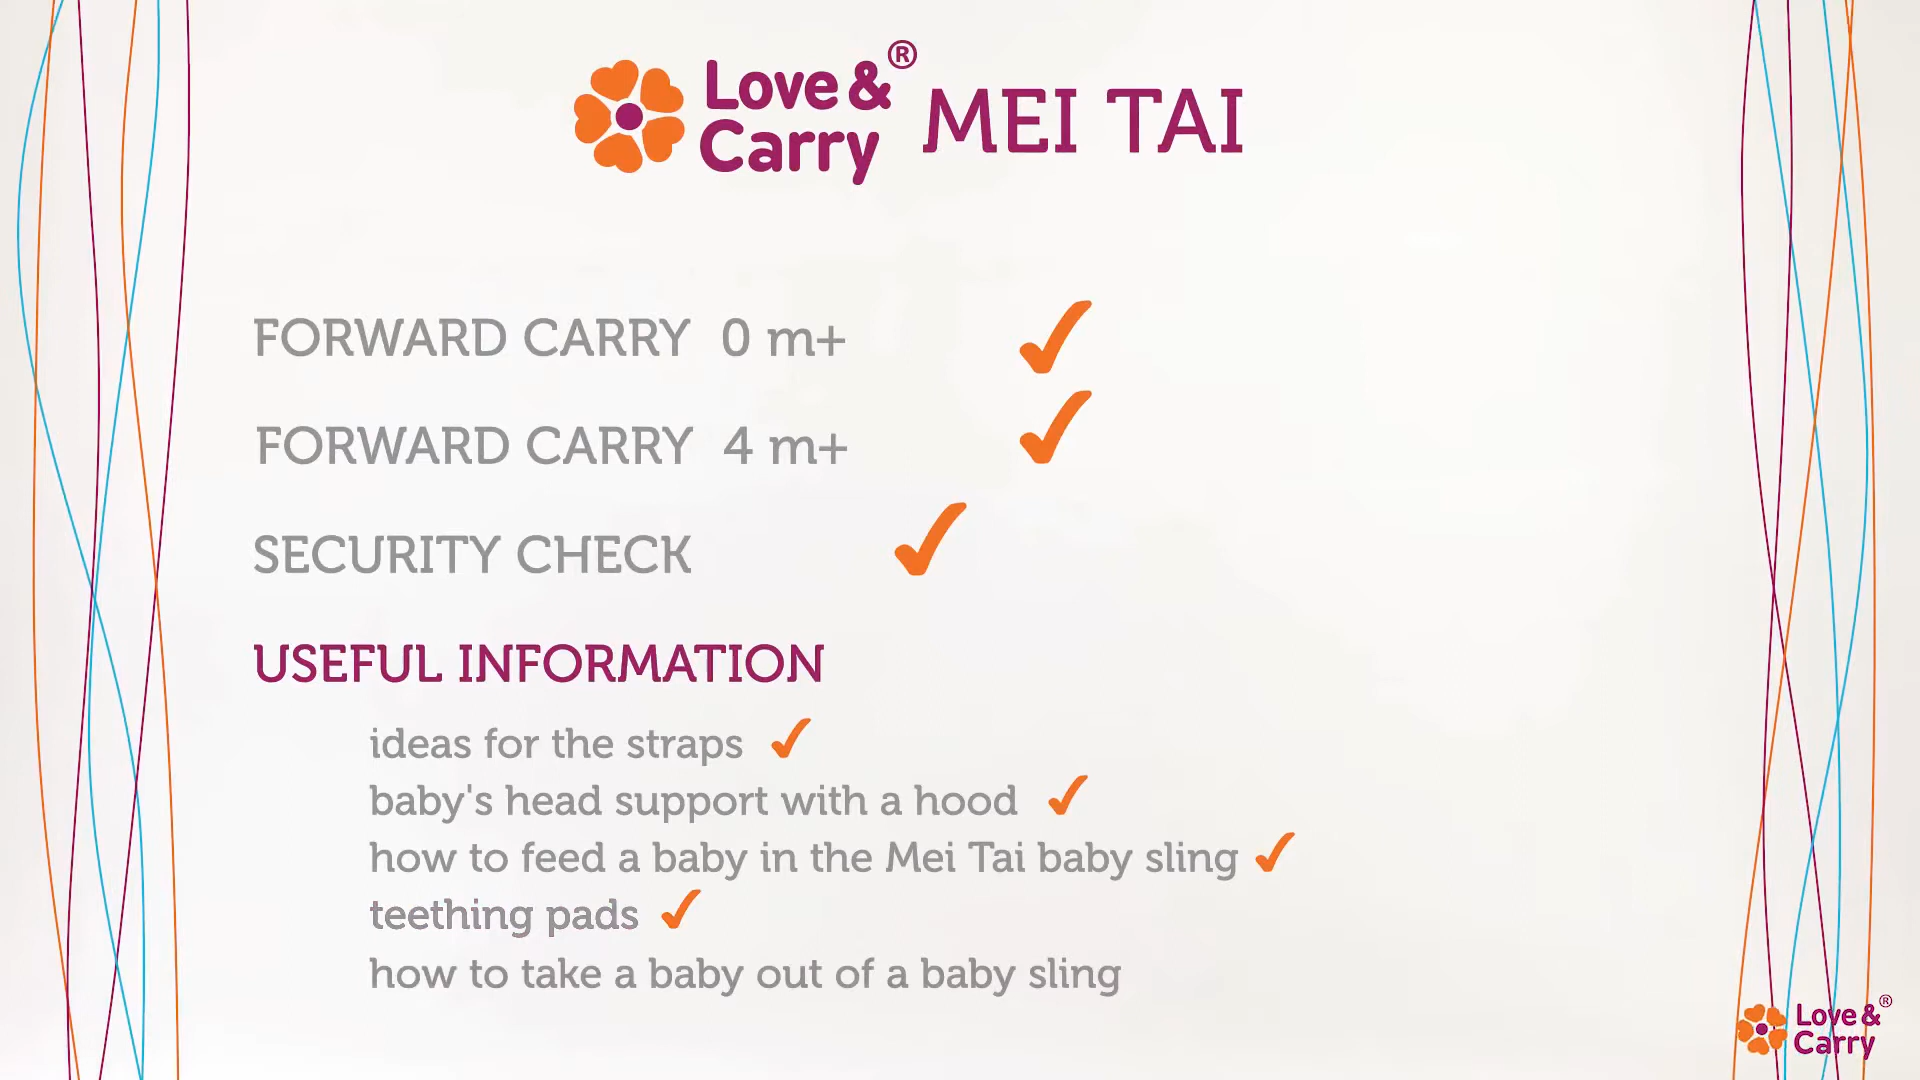 Love & Carry® MEI TAI
FORWARD CARRY 0 m+ ✓
FORWARD CARRY 4 m+ ✓
SECURITY CHECK ✓
USEFUL INFORMATION
ideas for the straps ✓
baby's head support with a hood ✓
how to feed a baby in the Mei Tai baby sling ✓
teething pads ✓
how to take a baby out of a baby sling
Love &
Carry®